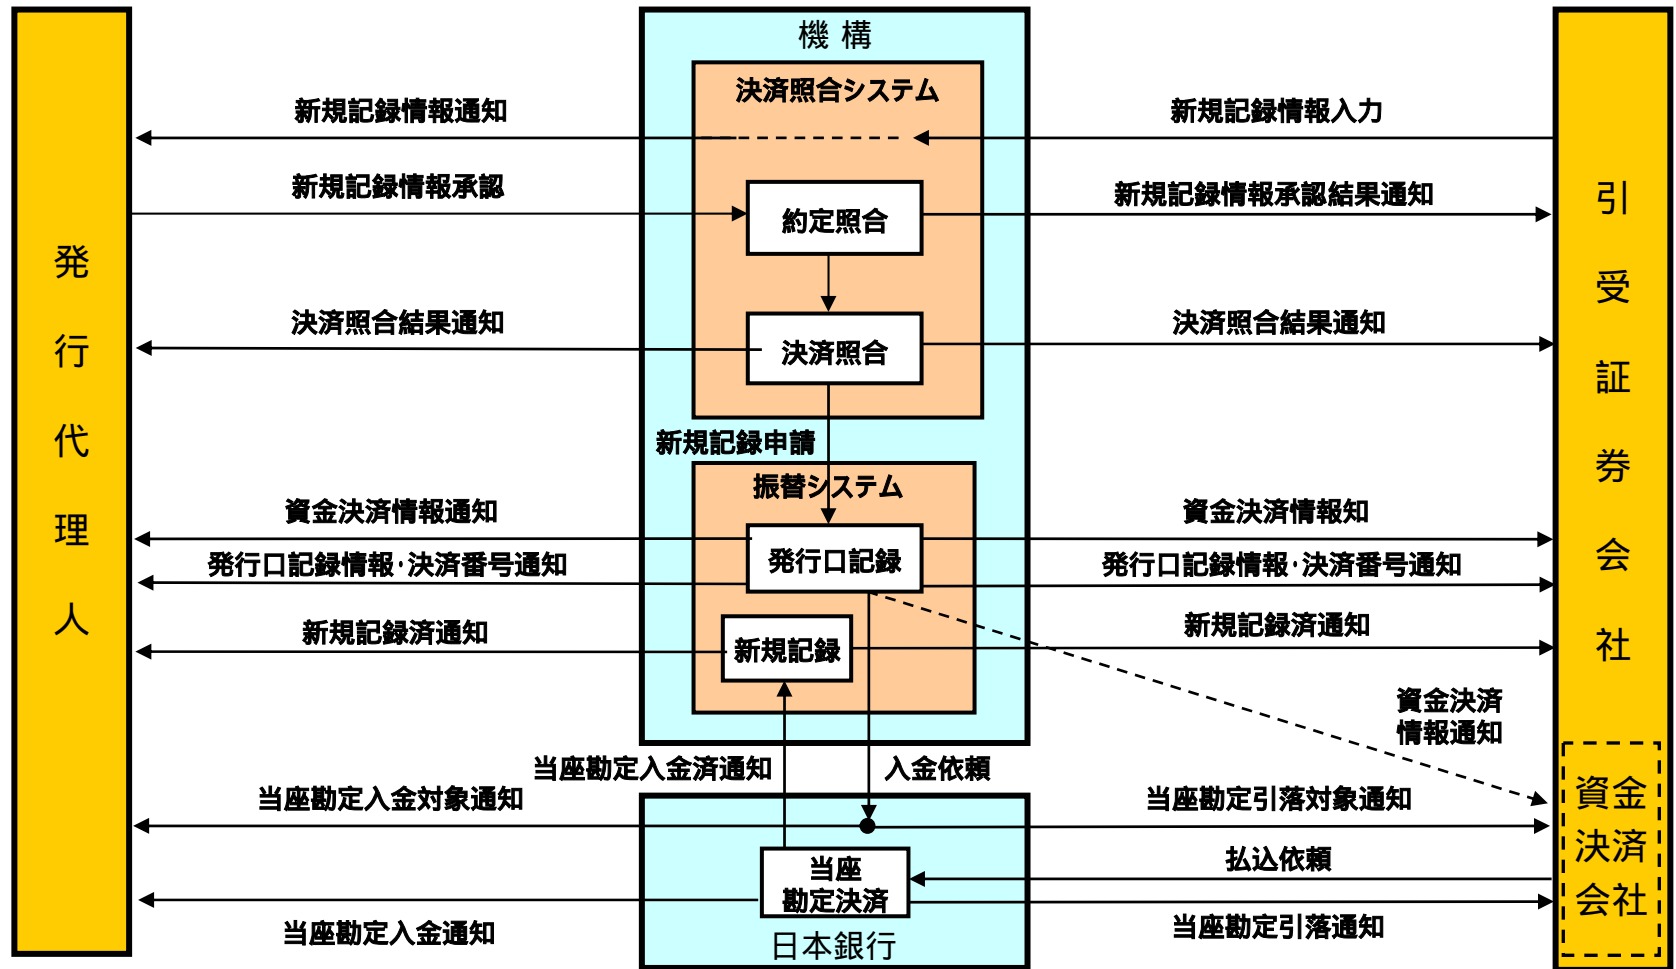 機 構
決済照合システム
新規記録情報通知
新規記録情報入力
新規記録情報承認
約定照合
新規記録情報承認結果通知
決済照合結果通知
決済照合
決済照合結果通知
新規記録申請
振替システム
資金決済情報通知
資金決済情報知
発行口記録
発行口記録情報・決済番号通知
発行口記録情報・決済番号通知
新規記録済通知
新規記録
新規記録済通知
資金決済
情報通知
当座勘定入金済通知
入金依頼
当座勘定入金対象通知
当座勘定引落対象通知
当座
勘定決済
払込依頼
当座勘定入金通知
当座勘定引落通知
日本銀行
発行代理人
引受証券会社
資金
決済
会社